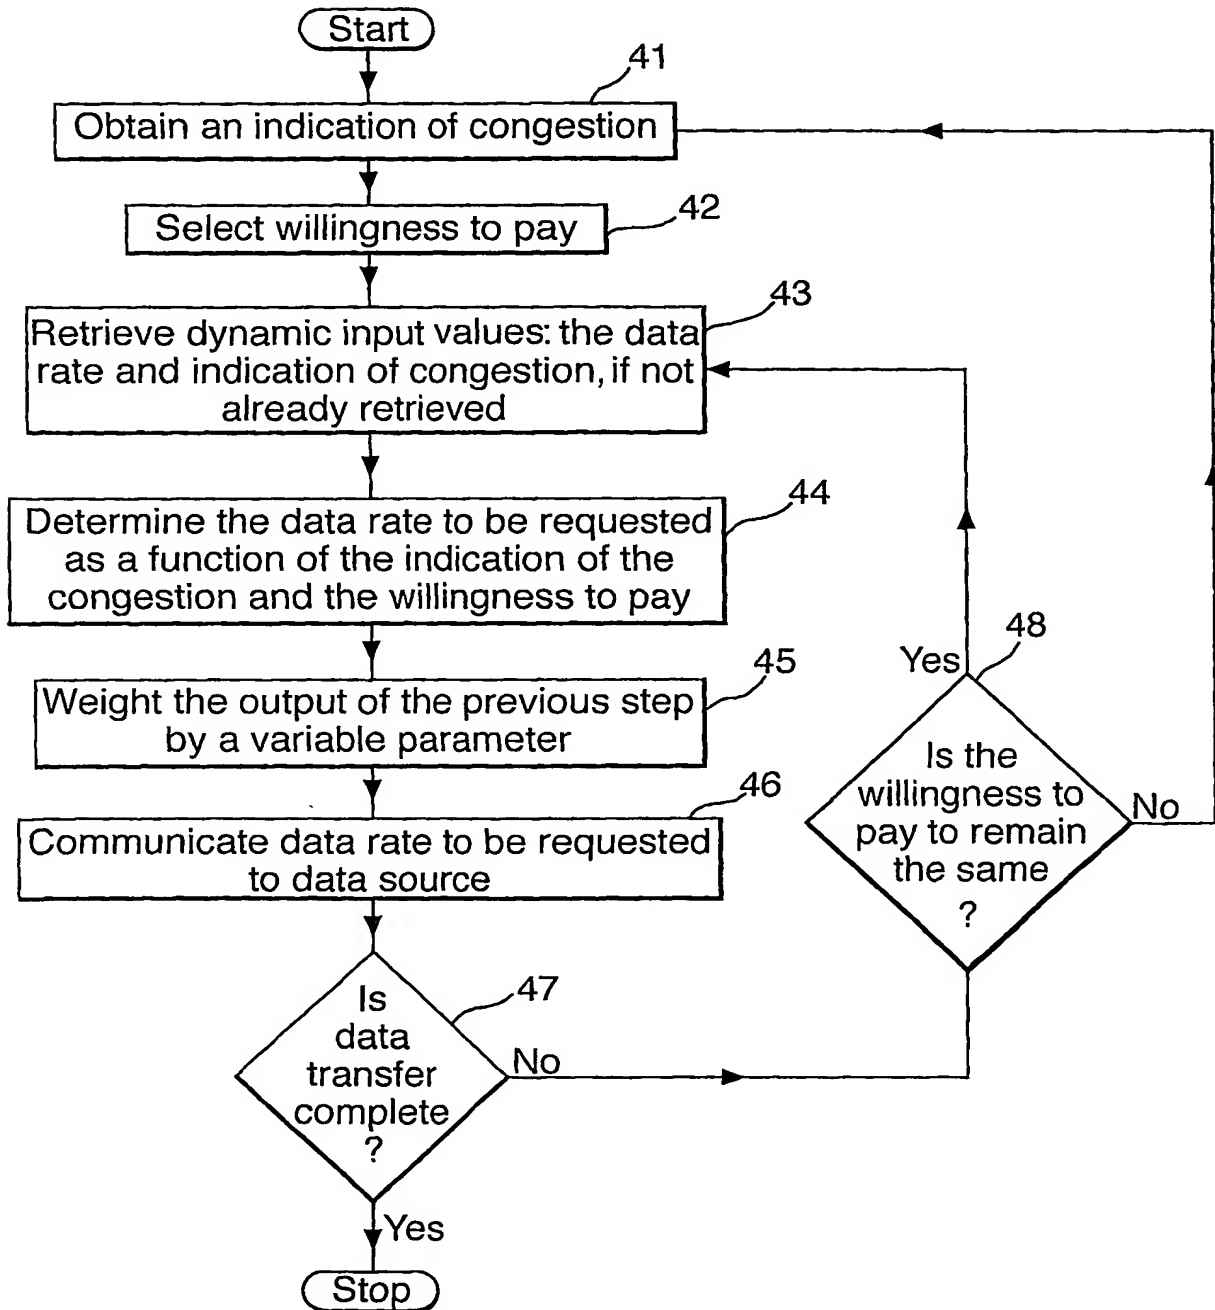 Start
41
Obtain an indication of congestion
42
Select willingness to pay
43
Retrieve dynamic input values: the data
rate and indication of congestion, if not
already retrieved
44
Determine the data rate to be requested
as a function of the indication of the
congestion and the willingness to pay
45
Weight the output of the previous step
by a variable parameter
46
Communicate data rate to be requested
to data source
47
Is
data
transfer
complete
?
No
Yes
Stop
48
Yes
Is the
willingness to
pay to remain
the same
?
No